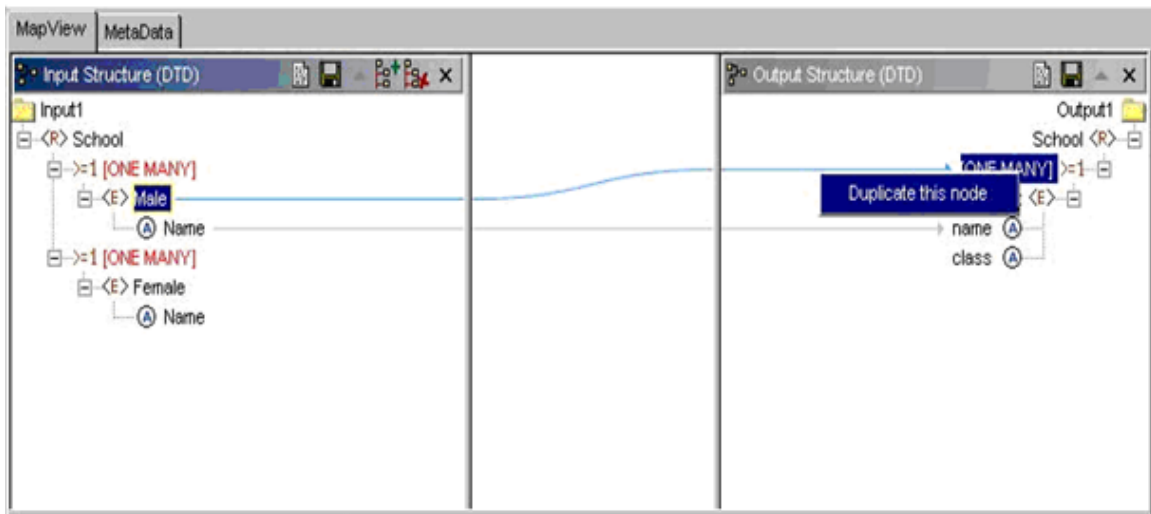 MapView MetaData
Input Structure (DTD)
Input1
<R> School
>=1 [ONE MANY]
<E> Male
A Name
>=1 [ONE MANY]
<E> Female
A Name
Output Structure (DTD)
Output1
School <R>
[ONE MANY] >=1
Duplicate this node
<E>
name A
class A